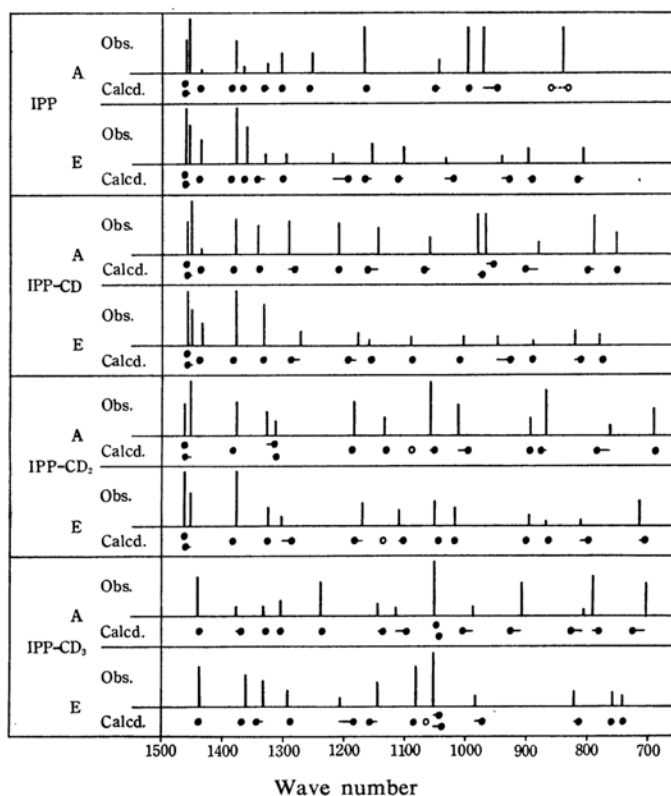 Obs.
A
Calcd.
IPP
Obs.
E
Calcd.
Obs.
A
Calcd.
IPP-CD
Obs.
E
Calcd.
Obs.
A
Calcd.
IPP-CD₂
Obs.
E
Calcd.
Obs.
A
Calcd.
IPP-CD₃
Obs.
E
Calcd.
1500 1400 1300 1200 1100 1000 900 800 700
Wave number